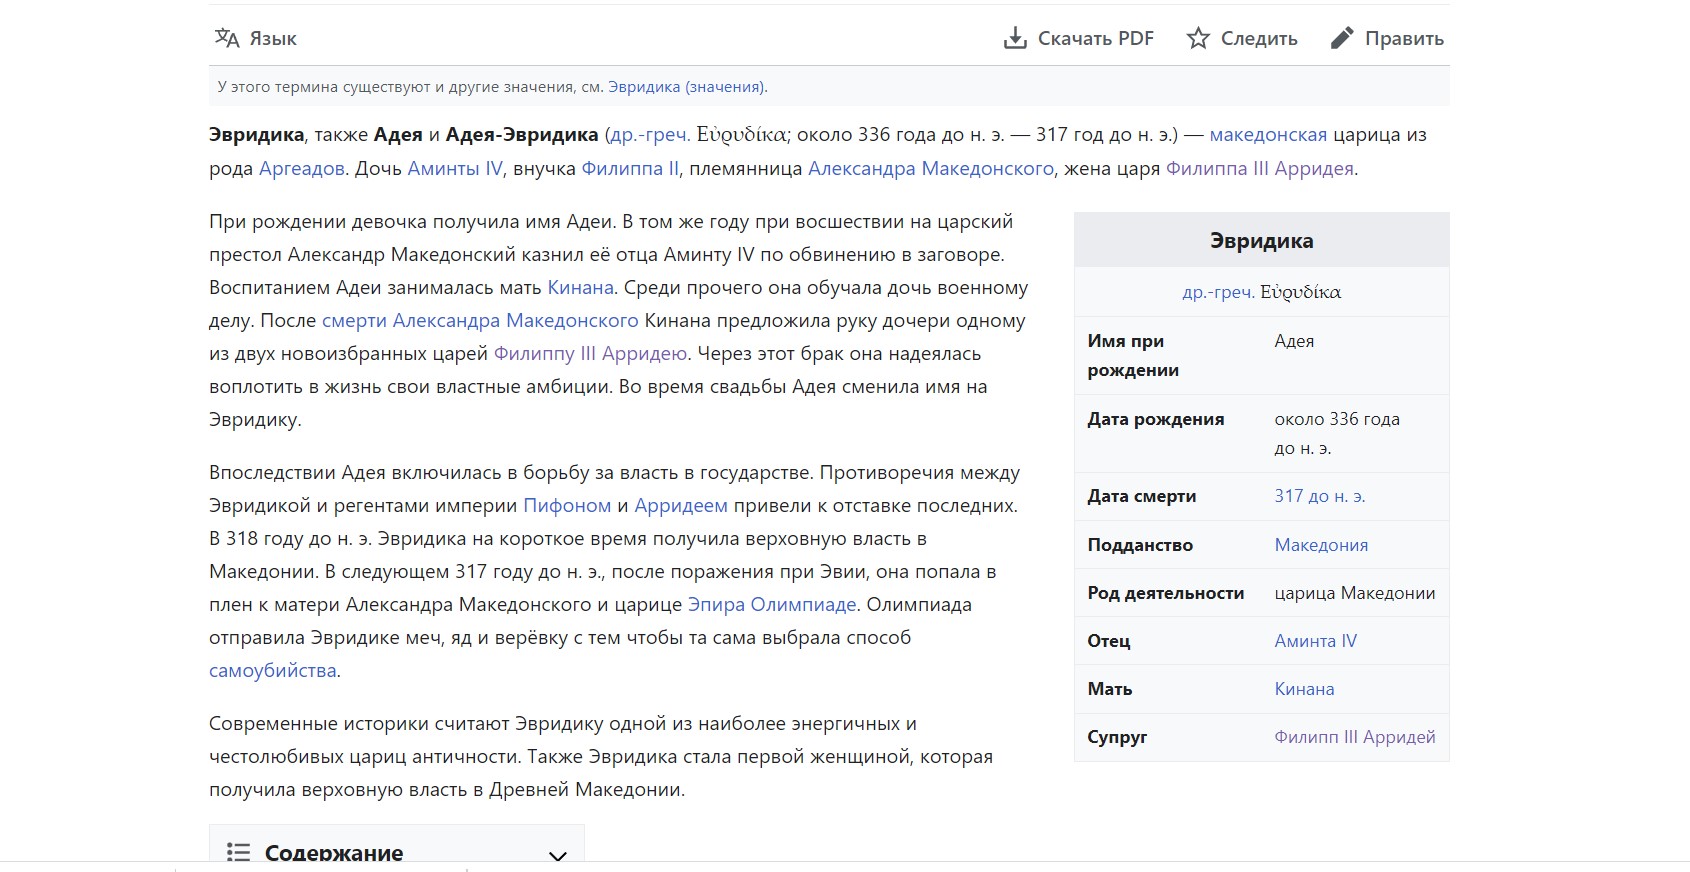 Язык
Скачать PDF
Следить
Править
У этого термина существуют и другие значения, см. Эвридика (значения).
Эвридика, также Адея и Адея-Эвридика (др.-греч. Εὐρυδίκα; около 336 года до н. э. — 317 год до н. э.) — македонская царица из
рода Аргеадов. Дочь Аминты IV, внучка Филиппа II, племянница Александра Македонского, жена царя Филиппа III Арридея.
При рождении девочка получила имя Адеи. В том же году при восшествии на царский
престол Александр Македонский казнил её отца Аминту IV по обвинению в заговоре.
Воспитанием Адеи занималась мать Кинана. Среди прочего она обучала дочь военному
делу. После смерти Александра Македонского Кинана предложила руку дочери одному
из двух новоизбранных царей Филиппу III Арридею. Через этот брак она надеялась
воплотить в жизнь свои властные амбиции. Во время свадьбы Адея сменила имя на
Эвридику.
Впоследствии Адея включилась в борьбу за власть в государстве. Противоречия между
Эвридикой и регентами империи Пифоном и Арридеем привели к отставке последних.
В 318 году до н. э. Эвридика на короткое время получила верховную власть в
Македонии. В следующем 317 году до н. э., после поражения при Эвии, она попала в
плен к матери Александра Македонского и царице Эпира Олимпиаде. Олимпиада
отправила Эвридике меч, яд и верёвку с тем чтобы та сама выбрала способ
самоубийства.
Современные историки считают Эвридику одной из наиболее энергичных и
честолюбивых цариц античности. Также Эвридика стала первой женщиной, которая
получила верховную власть в Древней Македонии.
Содержание
Эвридика
др.-греч. Εὐρυδίκα
Имя при
рождении
Адея
Дата рождения
около 336 года
до н. э.
Дата смерти
317 до н. э.
Подданство
Македония
Род деятельности
царица Македонии
Отец
Аминта IV
Мать
Кинана
Супруг
Филипп III Арридей